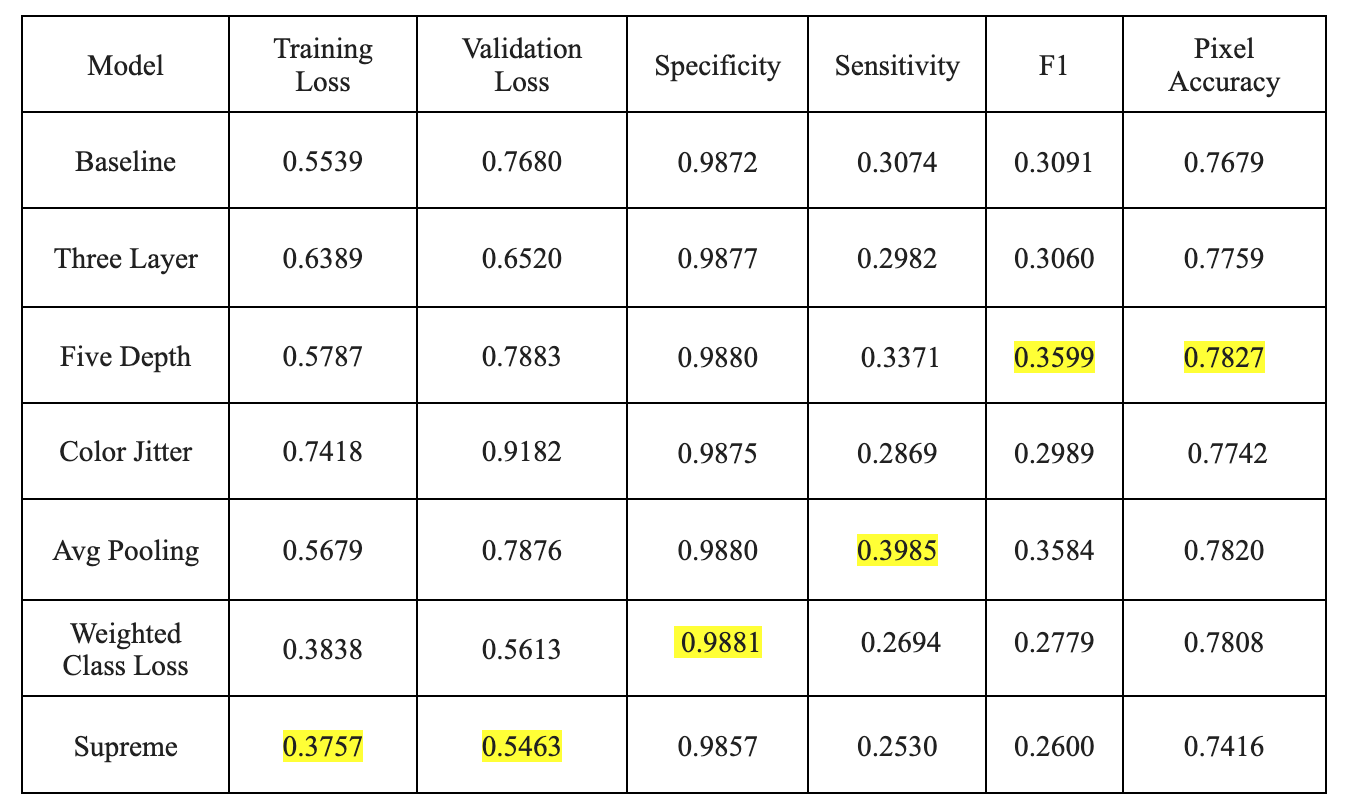 Model Training Loss Validation Loss Specificity Sensitivity F1 Pixel Accuracy
Baseline 0.5539 0.7680 0.9872 0.3074 0.3091 0.7679
Three Layer 0.6389 0.6520 0.9877 0.2982 0.3060 0.7759
Five Depth 0.5787 0.7883 0.9880 0.3371 0.3599 0.7827
Color Jitter 0.7418 0.9182 0.9875 0.2869 0.2989 0.7742
Avg Pooling 0.5679 0.7876 0.9880 0.3985 0.3584 0.7820
Weighted Class Loss 0.3838 0.5613 0.9881 0.2694 0.2779 0.7808
Supreme 0.3757 0.5463 0.9857 0.2530 0.2600 0.7416